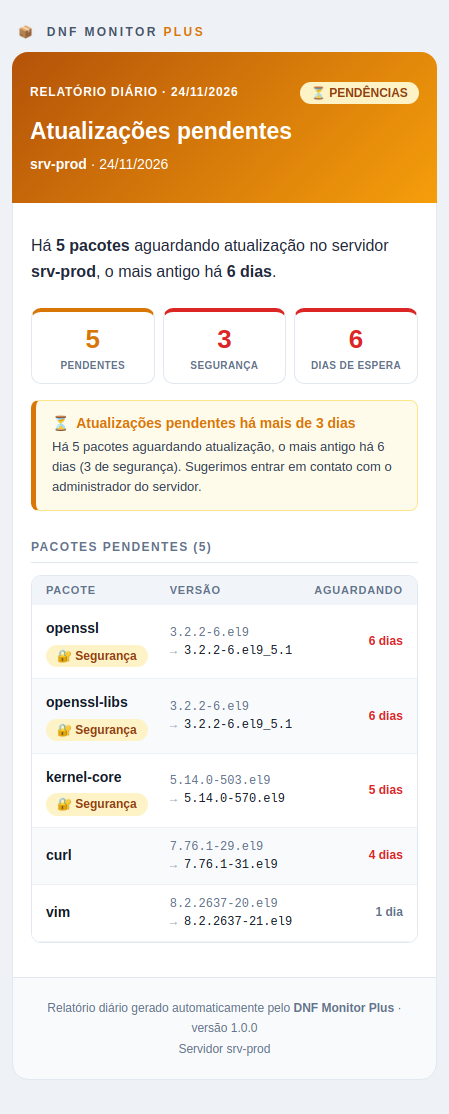 📦 DNF MONITOR PLUS
RELATÓRIO DIÁRIO · 24/11/2026
⏳ PENDÊNCIAS
Atualizações pendentes
srv-prod · 24/11/2026
Há 5 pacotes aguardando atualização no servidor
srv-prod, o mais antigo há 6 dias.
5
PENDENTES
3
SEGURANÇA
6
DIAS DE ESPERA
⏳ Atualizações pendentes há mais de 3 dias
Há 5 pacotes aguardando atualização, o mais antigo há 6
dias (3 de segurança). Sugerimos entrar em contato com o
administrador do servidor.
PACOTES PENDENTES (5)
PACOTE VERSÃO AGUARDANDO
openssl
🔐 Segurança
3.2.2-6.el9
→ 3.2.2-6.el9_5.1
6 dias
openssl-libs
🔐 Segurança
3.2.2-6.el9
→ 3.2.2-6.el9_5.1
6 dias
kernel-core
🔐 Segurança
5.14.0-503.el9
→ 5.14.0-570.el9
5 dias
curl
7.76.1-29.el9
→ 7.76.1-31.el9
4 dias
vim
8.2.2637-20.el9
→ 8.2.2637-21.el9
1 dia
Relatório diário gerado automaticamente pelo DNF Monitor Plus ·
versão 1.0.0
Servidor srv-prod